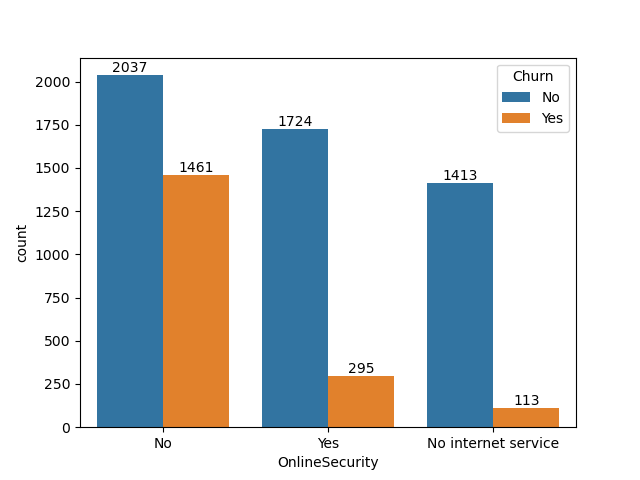 2037
1724
1461
1413
295
113
Churn
No
Yes
2000
1750
1500
1250
1000
750
500
250
0
count
No
Yes
No internet service
OnlineSecurity